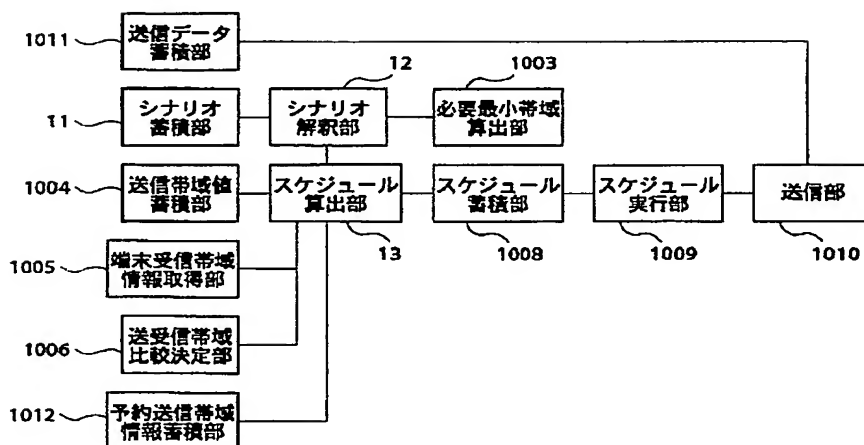 1011
送信データ
蓄積部
12
1003
11
シナリオ
蓄積部
シナリオ
解釈部
必要最小帯域
算出部
1004
送信帯域値
蓄積部
スケジュール
算出部
スケジュール
蓄積部
スケジュール
実行部
送信部
13
1008
1009
1010
1005
端末受信帯域
情報取得部
1006
送受信帯域
比較決定部
1012
予約送信帯域
情報蓄積部